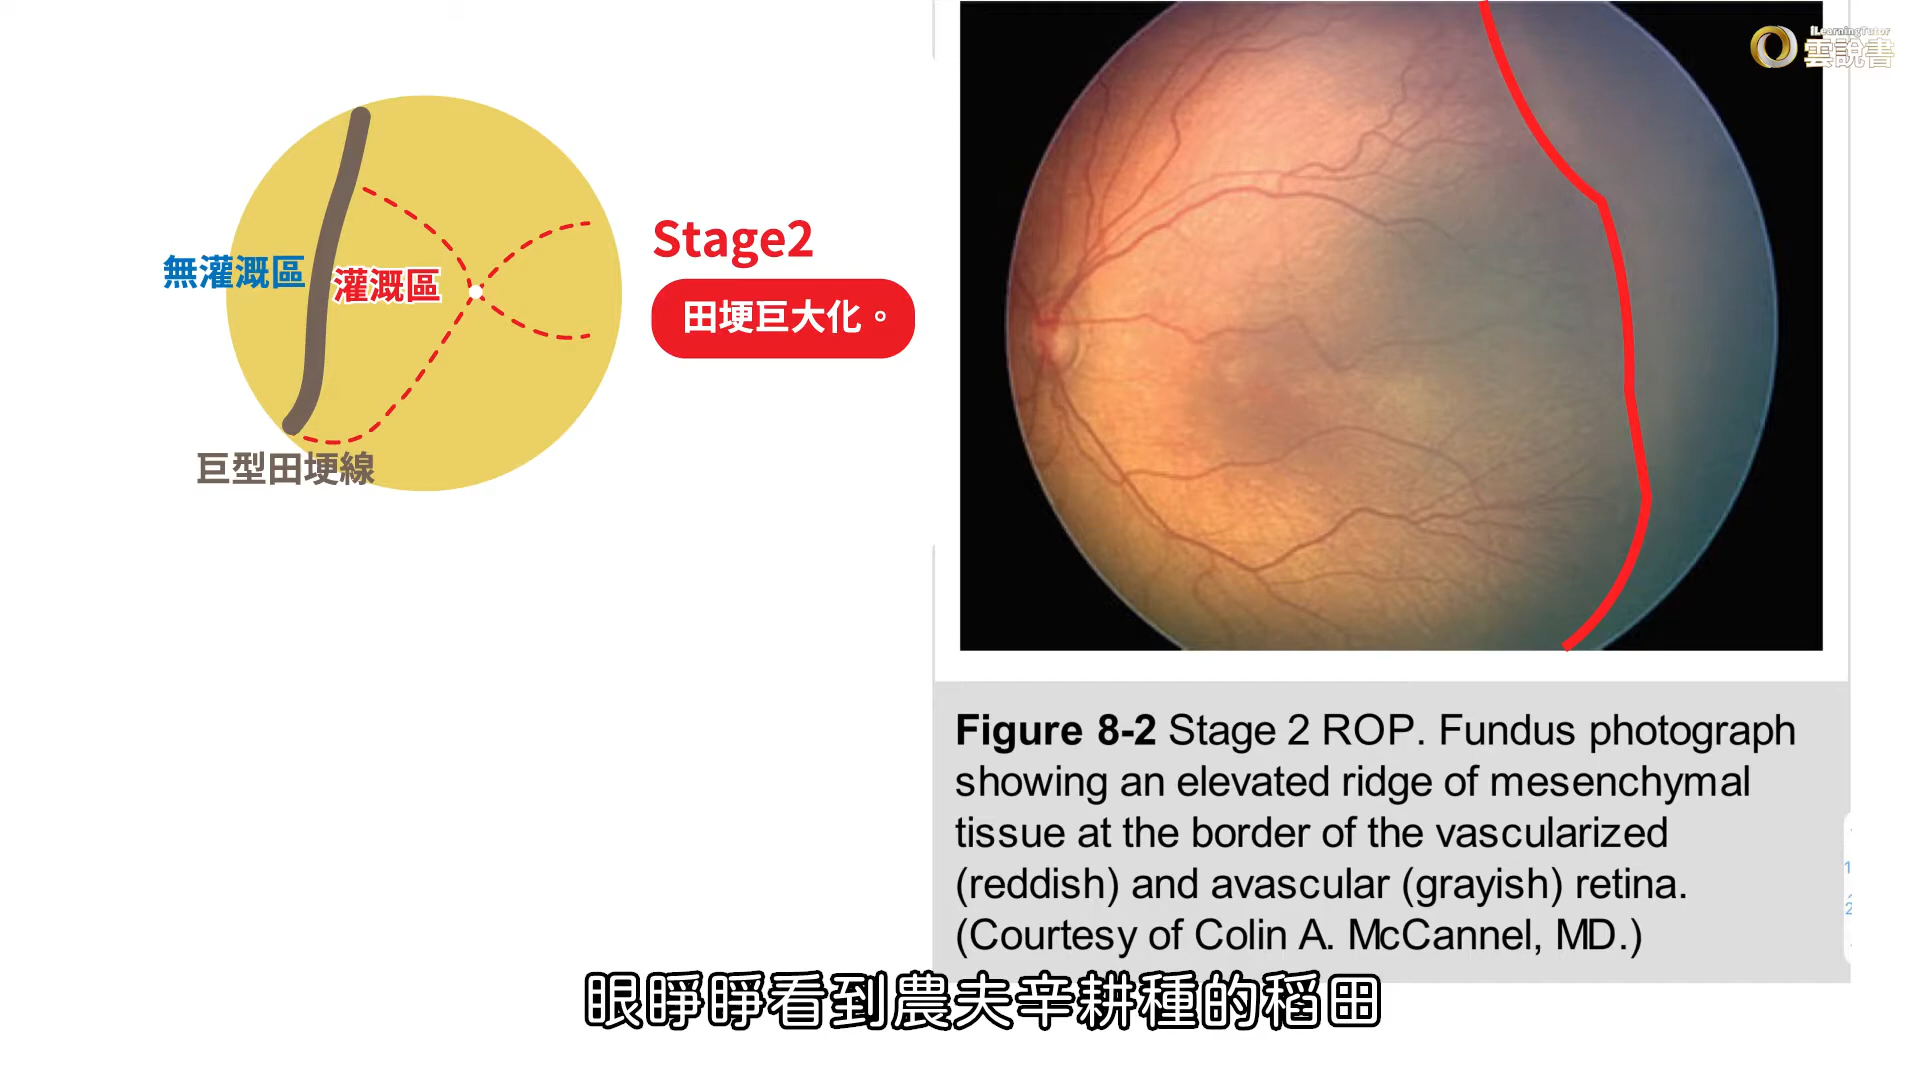 iLearningTutor
雲說書
無灌溉區
灌溉區
巨型田埂線
Stage2
田埂巨大化。
Figure 8-2 Stage 2 ROP. Fundus photograph
showing an elevated ridge of mesenchymal
tissue at the border of the vascularized
(reddish) and avascular (grayish) retina.
(Courtesy of Colin A. McCannel, MD.)
眼睜睜看到農夫辛耕種的稻田